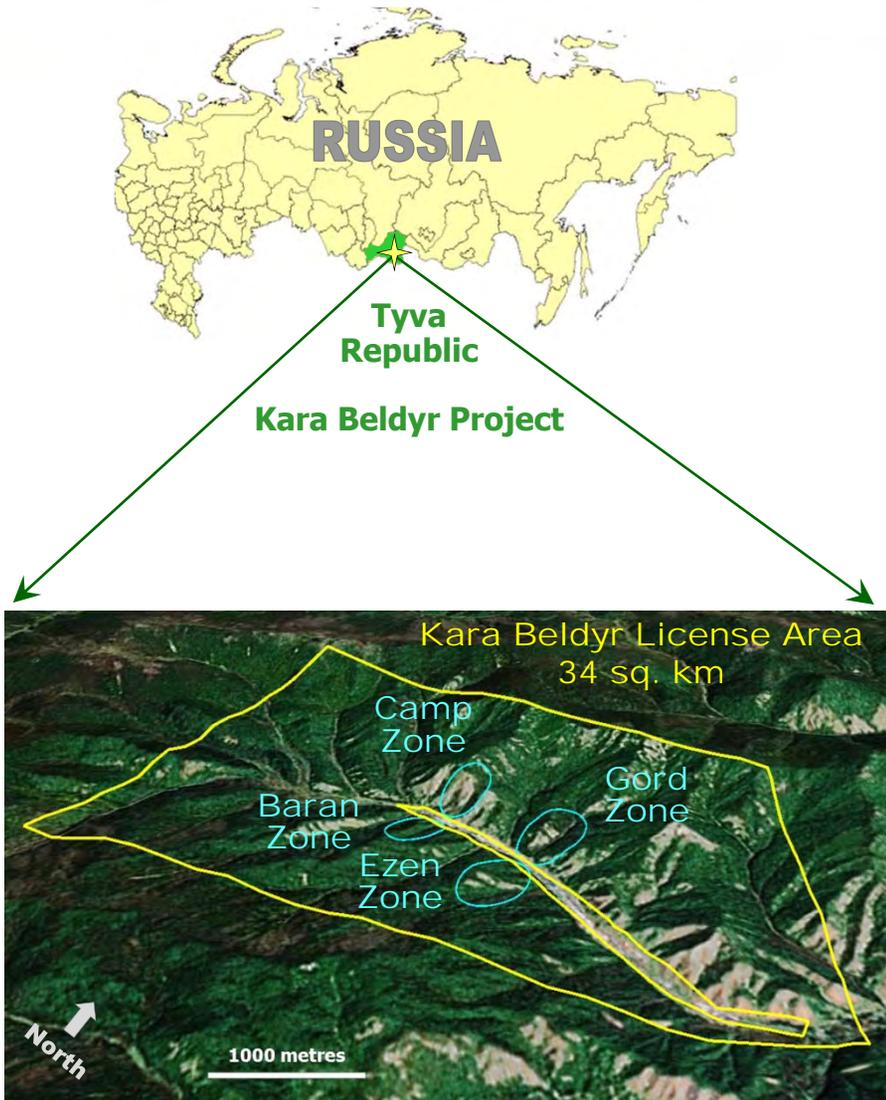 RUSSIA
Tyva
Republic
Kara Beldyr Project
Kara Beldyr License Area
34 sq. km
Camp
Zone
Gord
Zone
Baran
Zone
Ezen
Zone
North
1000 metres